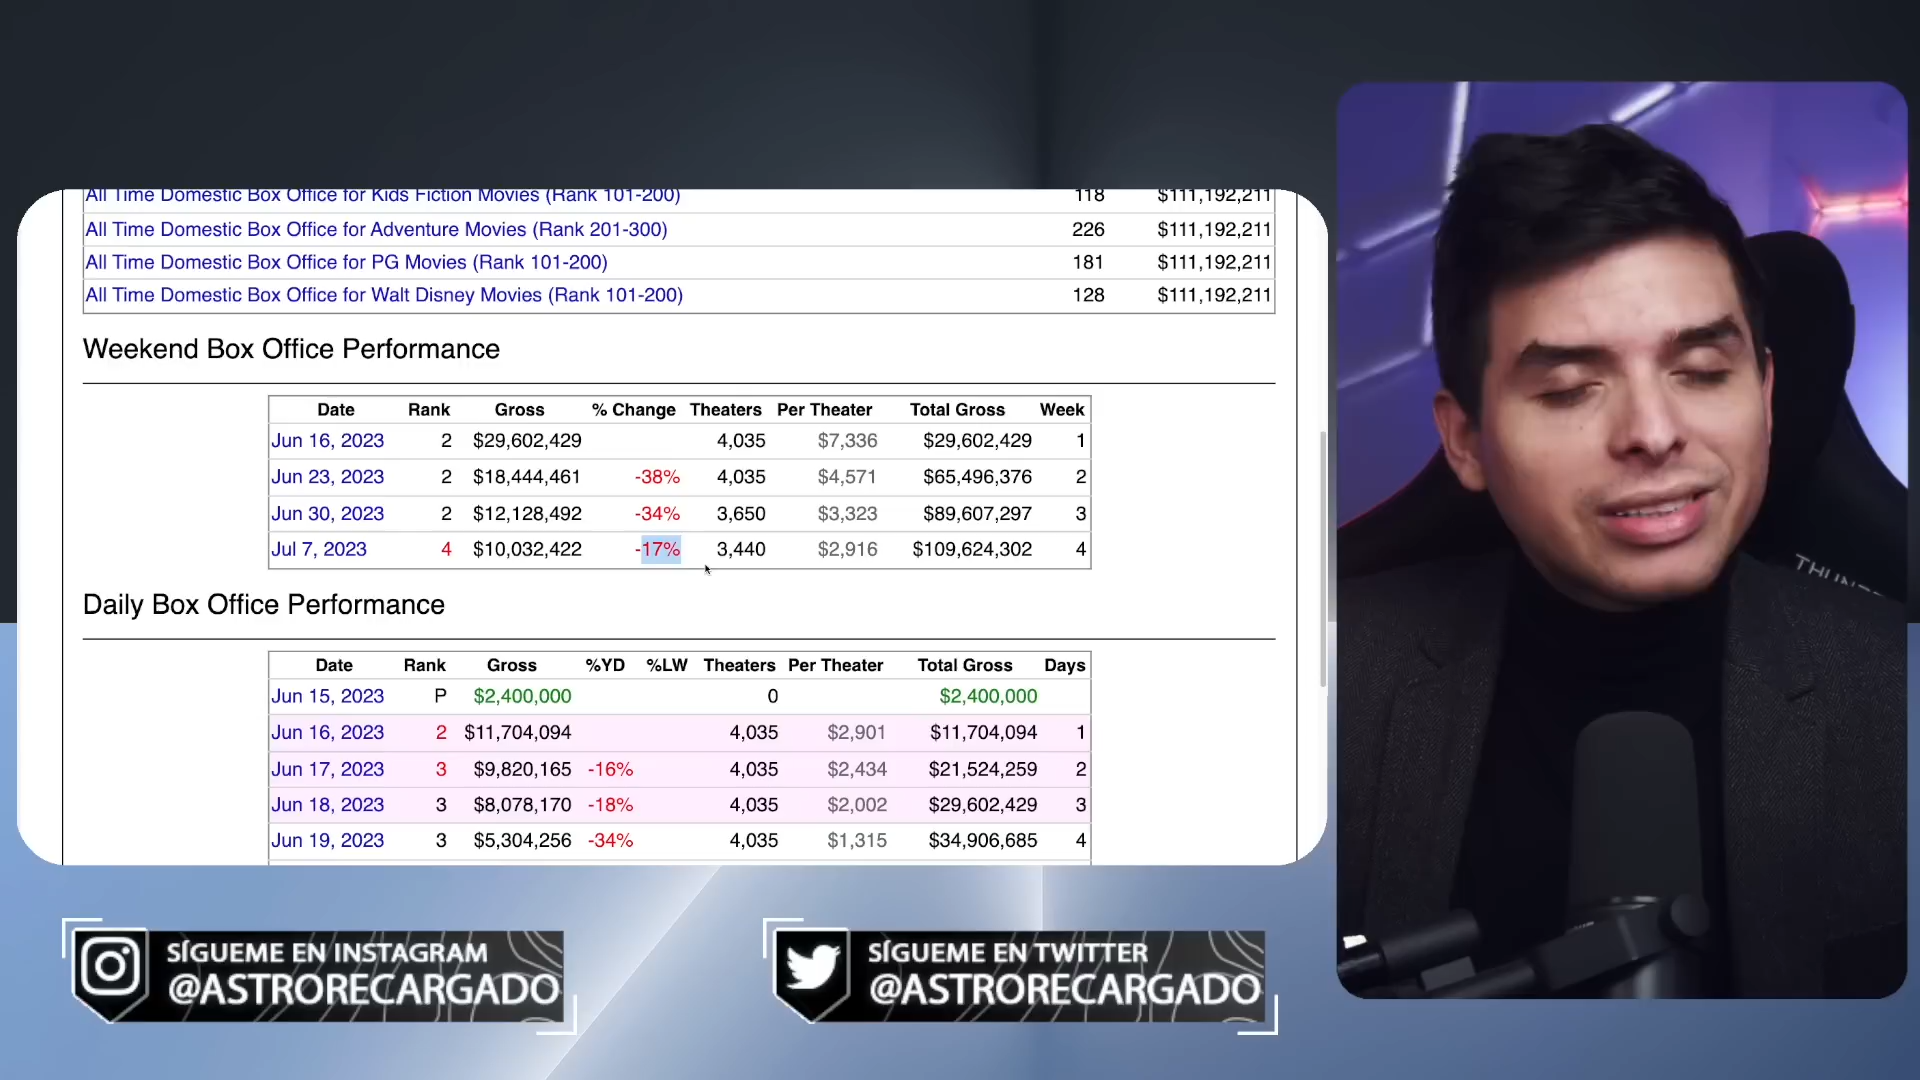 All Time Domestic Box Office for Kids Fiction Movies (Rank 101-200) 118 $111,192,211
All Time Domestic Box Office for Adventure Movies (Rank 201-300) 226 $111,192,211
All Time Domestic Box Office for PG Movies (Rank 101-200) 181 $111,192,211
All Time Domestic Box Office for Walt Disney Movies (Rank 101-200) 128 $111,192,211
Weekend Box Office Performance
Date Rank Gross % Change Theaters Per Theater Total Gross Week
Jun 16, 2023 2 $29,602,429 4,035 $7,336 $29,602,429 1
Jun 23, 2023 2 $18,444,461 -38% 4,035 $4,571 $65,496,376 2
Jun 30, 2023 2 $12,128,492 -34% 3,650 $3,323 $89,607,297 3
Jul 7, 2023 4 $10,032,422 -17% 3,440 $2,916 $109,624,302 4
Daily Box Office Performance
Date Rank Gross %YD %LW Theaters Per Theater Total Gross Days
Jun 15, 2023 P $2,400,000 0 $2,400,000
Jun 16, 2023 2 $11,704,094 4,035 $2,901 $11,704,094 1
Jun 17, 2023 3 $9,820,165 -16% 4,035 $2,434 $21,524,259 2
Jun 18, 2023 3 $8,078,170 -18% 4,035 $2,002 $29,602,429 3
Jun 19, 2023 3 $5,304,256 -34% 4,035 $1,315 $34,906,685 4
SÍGUEME EN INSTAGRAM
@ASTRORECARGADO
SÍGUEME EN TWITTER
@ASTRORECARGADO